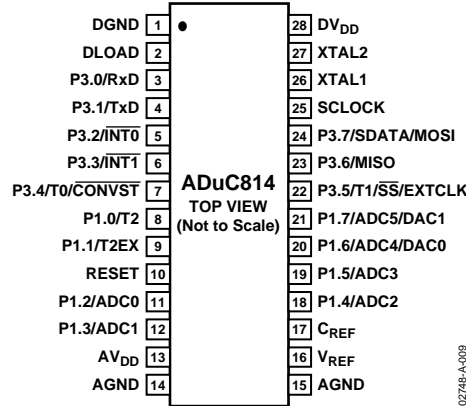 DGND 1
DLOAD 2
P3.0/RxD 3
P3.1/TxD 4
P3.2/INT0 5
P3.3/INT1 6
P3.4/T0/CONVST 7
P1.0/T2 8
P1.1/T2EX 9
RESET 10
P1.2/ADC0 11
P1.3/ADC1 12
AVDD 13
AGND 14
ADuC814
TOP VIEW
(Not to Scale)
28 DVDD
27 XTAL2
26 XTAL1
25 SCLOCK
24 P3.7/SDATA/MOSI
23 P3.6/MISO
22 P3.5/T1/SS/EXTCLK
21 P1.7/ADC5/DAC1
20 P1.6/ADC4/DAC0
19 P1.5/ADC3
18 P1.4/ADC2
17 CREF
16 VREF
15 AGND
02748-A-009